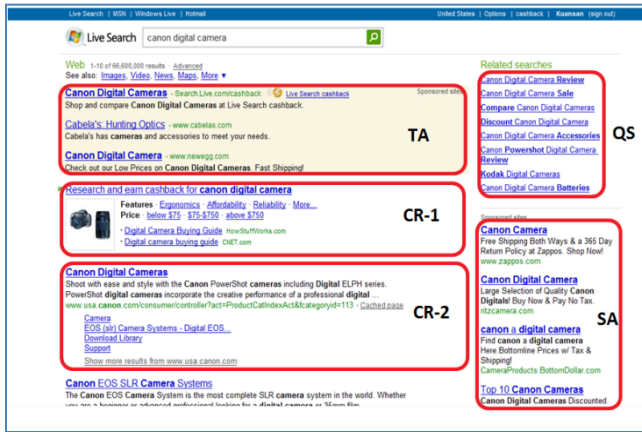 Live Search | MSN | Windows Live | Hotmail
United States | Options | cashback | Kuansan (sign out)
Live Search
canon digital camera
Web 1-10 of 66,600,000 results · Advanced
See also: Images, Video, News, Maps, More ▼
Canon Digital Cameras - Search.Live.com/cashback Live Search cashback
Sponsored sites
Shop and compare Canon Digital Cameras at Live Search cashback.
Cabela's: Hunting Optics - www.cabelas.com
Cabela's has cameras and accessories to meet your needs.
Canon Digital Camera - www.newegg.com
Check out our Low Prices on Canon Digital Cameras. Fast Shipping!
TA
Research and earn cashback for canon digital camera
Features · Ergonomics · Affordability · Reliability · More...
Price · below $75 · $75-$750 · above $750
· Digital Camera Buying Guide HowStuffWorks.com
· Digital camera buying guide CNET.com
CR-1
Canon Digital Cameras
Shoot with ease and style with the Canon PowerShot cameras including Digital ELPH series.
PowerShot digital cameras incorporate the creative performance of a professional digital ...
www.usa.canon.com/consumer/controller?act=ProductCatIndexAct&fcategoryid=113 · Cached page
Camera
EOS (slr) Camera Systems - Digital EOS...
Download Library
Support
Show more results from www.usa.canon.com
CR-2
Canon EOS SLR Camera Systems
The Canon EOS Camera System is the most complete SLR camera system in the world. Whether
you are a beginner or advanced professional looking for a digital camera or 35mm film
Related searches
Canon Digital Camera Review
Canon Digital Camera Sale
Compare Canon Digital Cameras
Discount Canon Digital Camera
Canon Digital Camera Accessories
Canon Powershot Digital Camera
Review
Kodak Digital Cameras
Canon Digital Camera Batteries
QS
Sponsored sites
Canon Camera
Free Shipping Both Ways & a 365 Day
Return Policy at Zappos. Shop Now!
www.zappos.com
Canon Digital Camera
Large Selection of Quality Canon
Digitals! Buy Now & Pay No Tax.
ritzcamera.com
canon a digital camera
Find canon a digital camera
Here.Bottomline Prices w/ Tax &
Shipping!
CameraProducts.BottomDollar.com
Top 10 Canon Cameras
Canon Digital Cameras Discounted.
SA